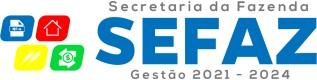 Secretaria da Fazenda
SEFAZ
Gestão 2021 - 2024